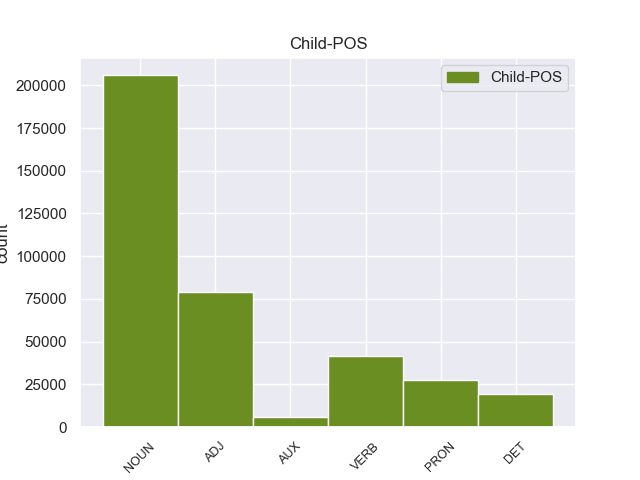 Child-POS
Child-POS
200000
175000
150000
125000
100000
75000
50000
25000
0
count
NOUN
ADJ
AUX
VERB
PRON
DET